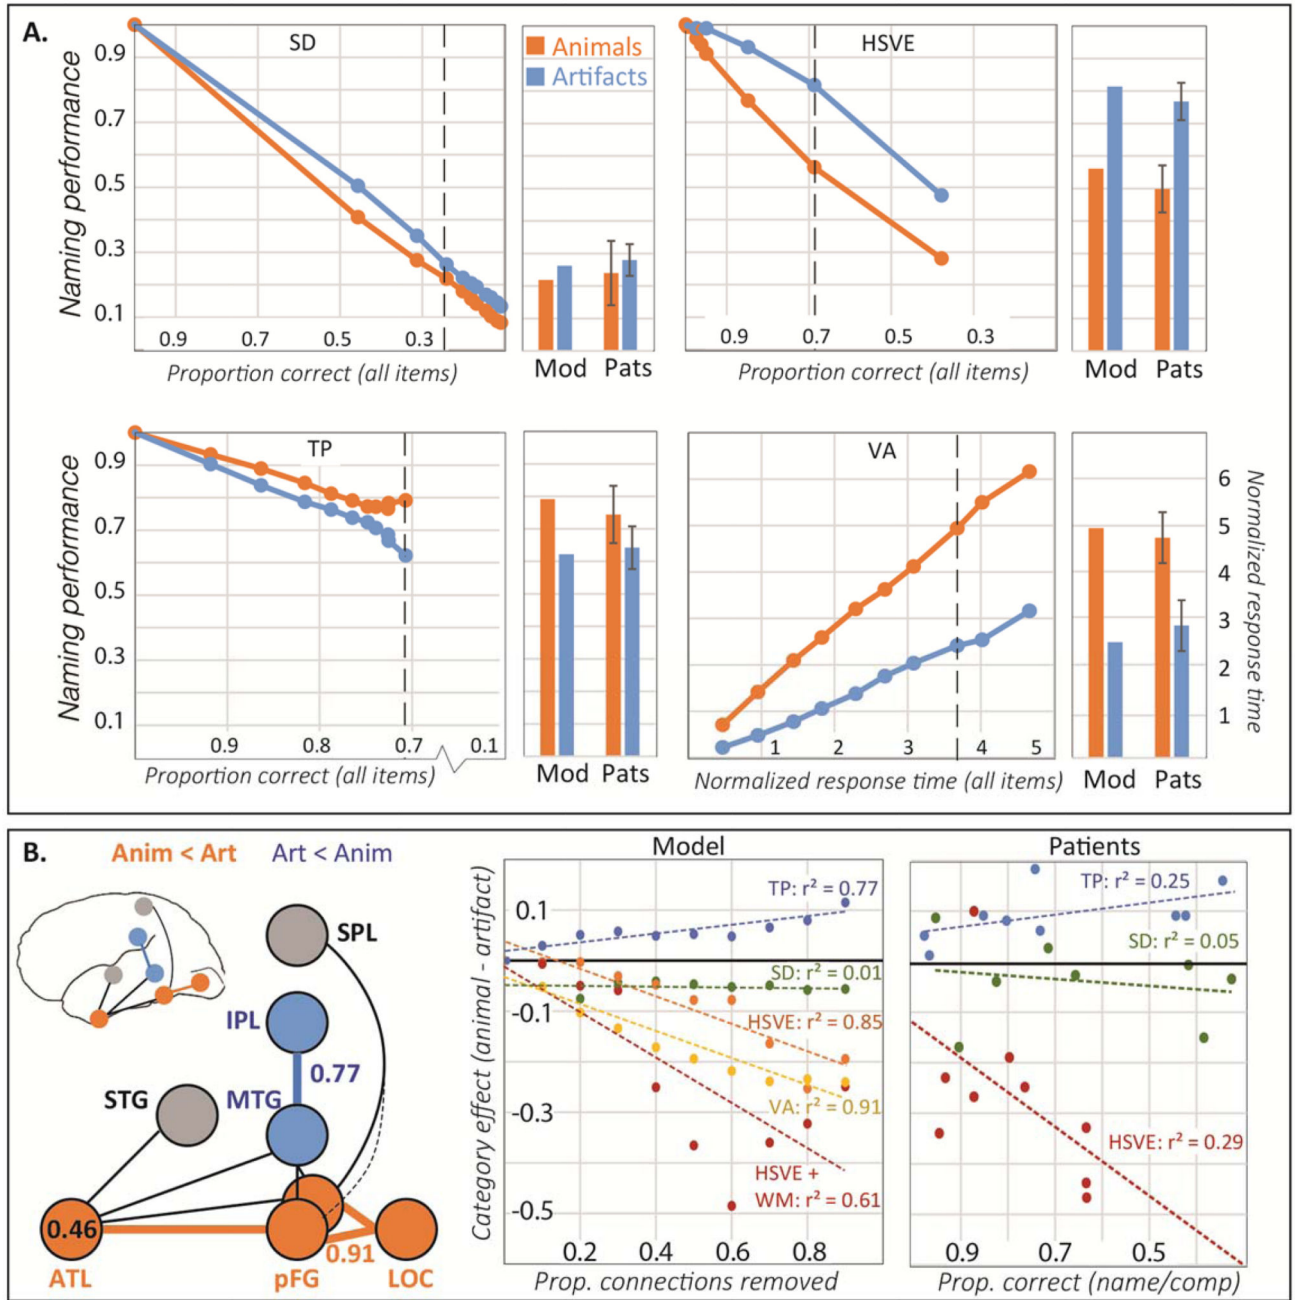 A.
SD
Animals
Artifacts
HSVE
Naming performance
0.9
0.7
0.5
0.3
0.1
0.9 0.7 0.5 0.3
Proportion correct (all items)
Mod Pats
0.9 0.7 0.5 0.3
Proportion correct (all items)
Mod Pats
TP
VA
Naming performance
0.9
0.7
0.5
0.3
0.1
0.9 0.8 0.7 0.1
Proportion correct (all items)
Mod Pats
1 2 3 4 5
Normalized response time (all items)
Mod Pats
6
5
4
3
2
1
Normalized response time
B.
Anim < Art Art < Anim
SPL
IPL
0.77
STG
MTG
0.46
0.91
ATL
pFG
LOC
Model
Category effect (animal - artifact)
0.1
-0.1
-0.3
-0.5
TP: r² = 0.77
SD: r² = 0.01
HSVE: r² = 0.85
VA: r² = 0.91
HSVE +
WM: r² = 0.61
0.2 0.4 0.6 0.8
Prop. connections removed
Patients
TP: r² = 0.25
SD: r² = 0.05
HSVE: r² = 0.29
0.9 0.7 0.5
Prop. correct (name/comp)